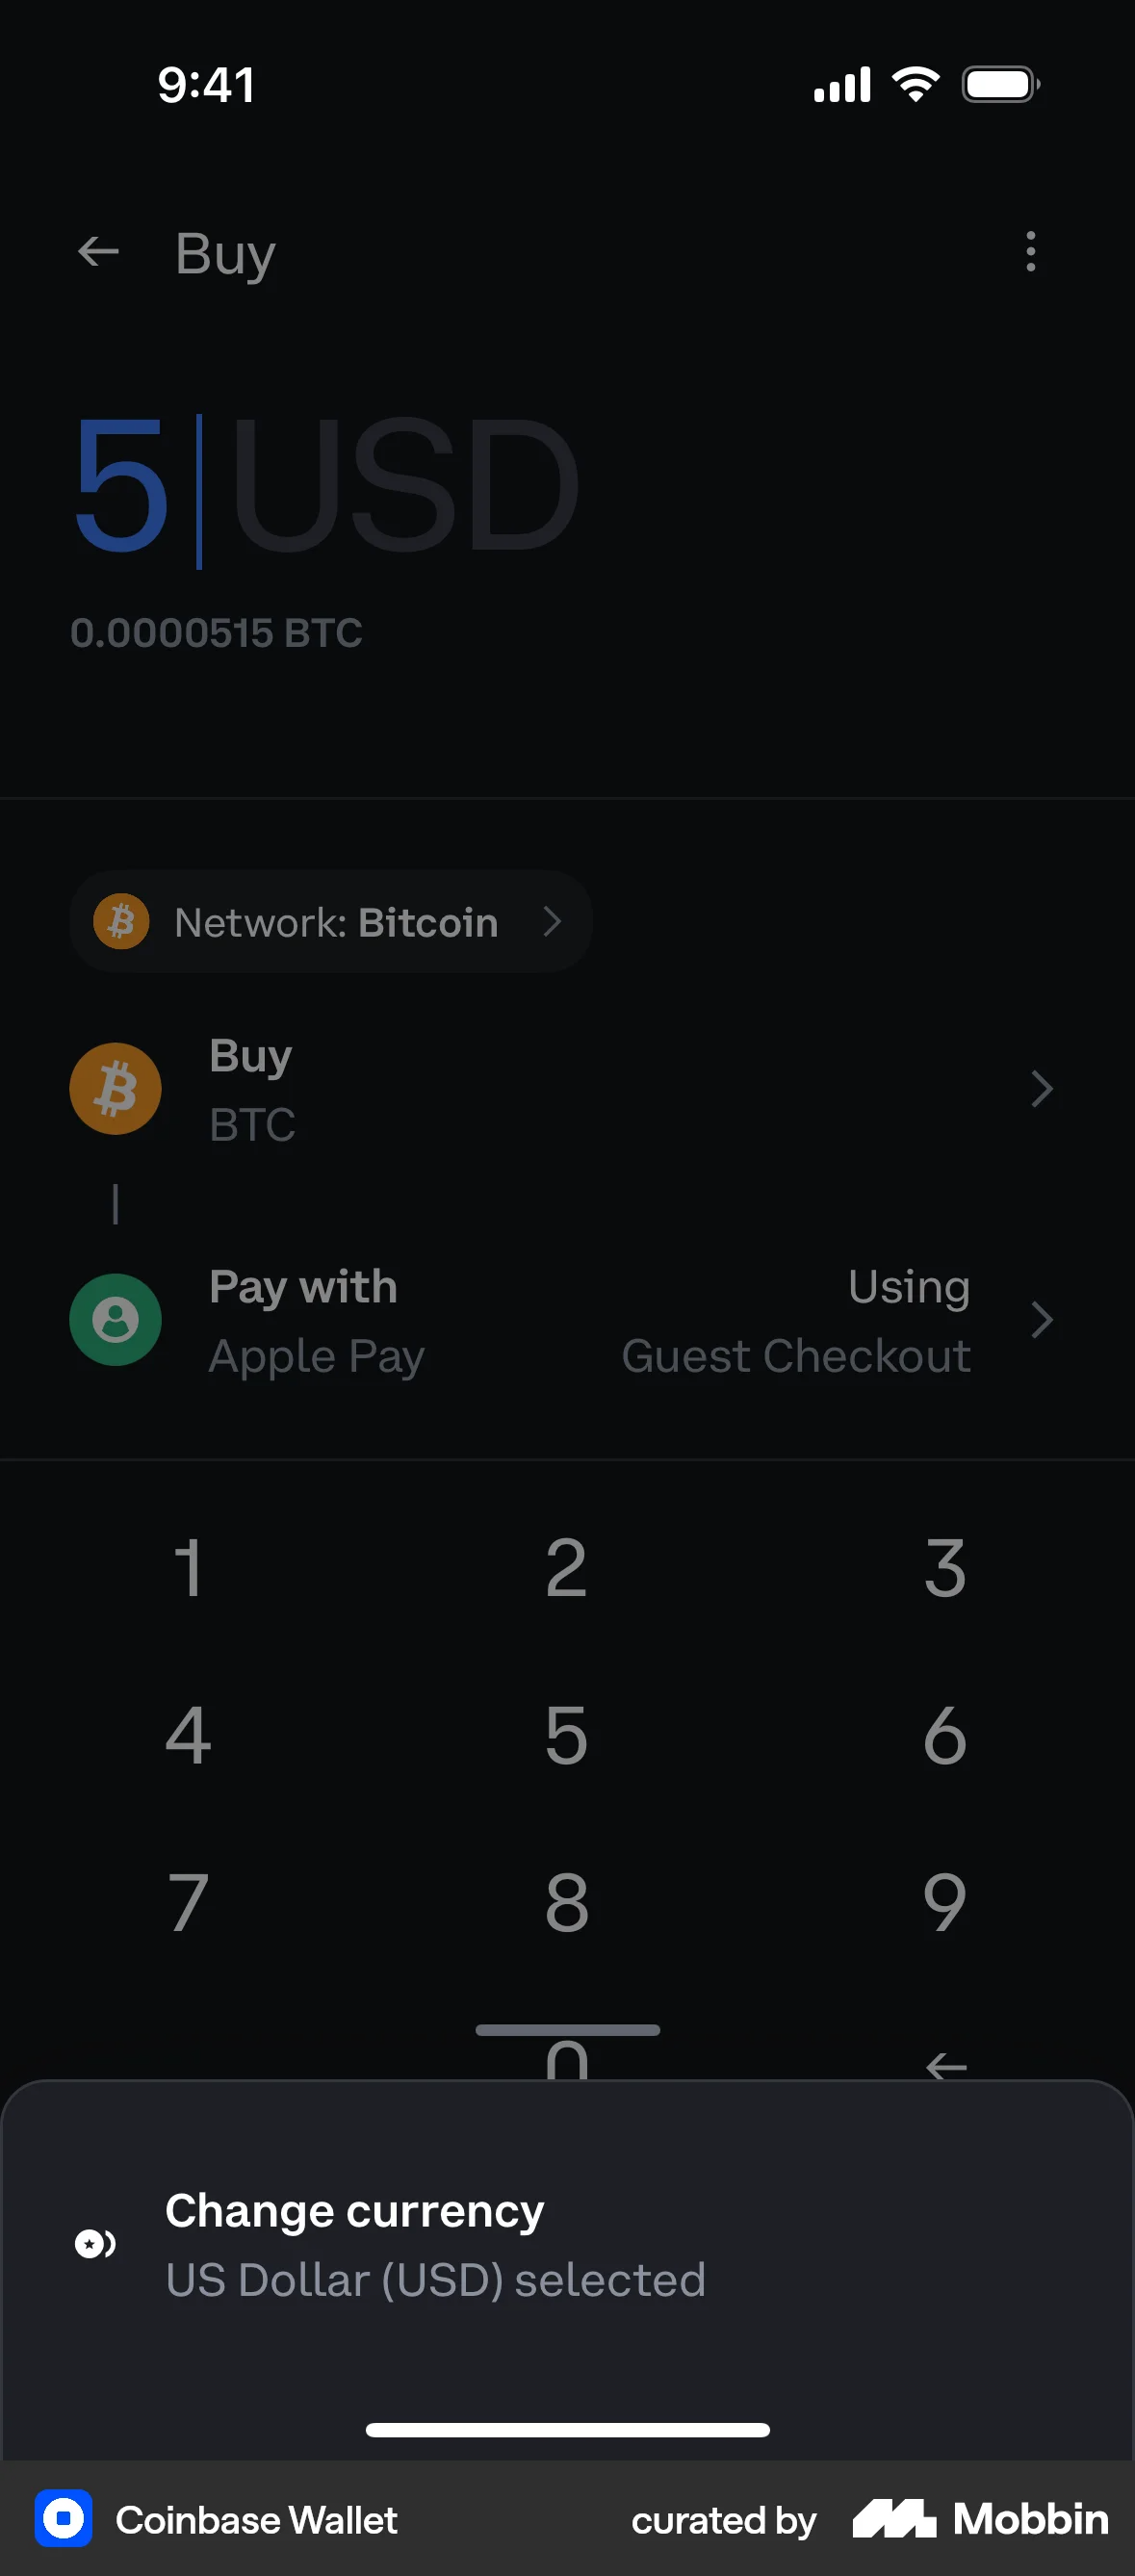 9:41
Buy
5 USD
0.0000515 BTC
Network: Bitcoin
Buy
BTC
Pay with
Using
Apple Pay
Guest Checkout
1 2 3
4 5 6
7 8 9
0
Change currency
US Dollar (USD) selected
Coinbase Wallet
curated by Mobbin